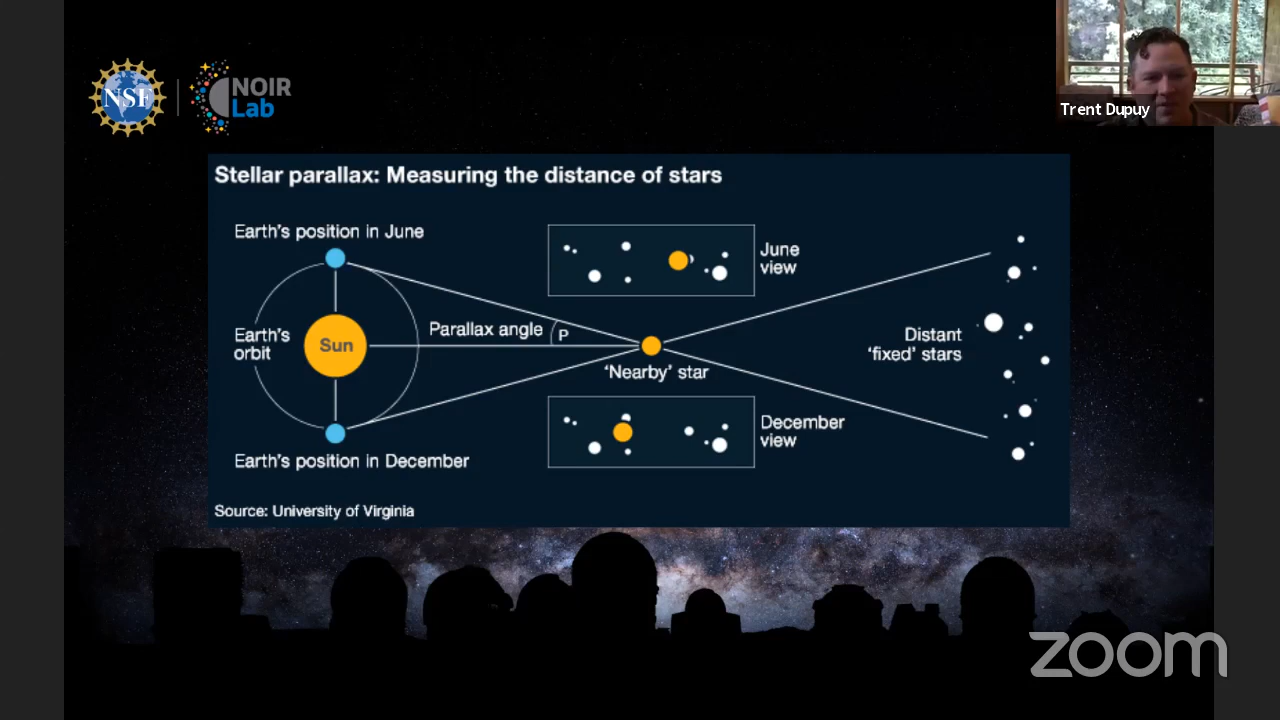 NSF
NOIR
Lab
Trent Dupuy
Stellar parallax: Measuring the distance of stars
Earth's position in June
June
view
Earth's
orbit
Sun
Parallax angle
P
'Nearby' star
Distant
'fixed' stars
December
view
Earth's position in December
Source: University of Virginia
zoom